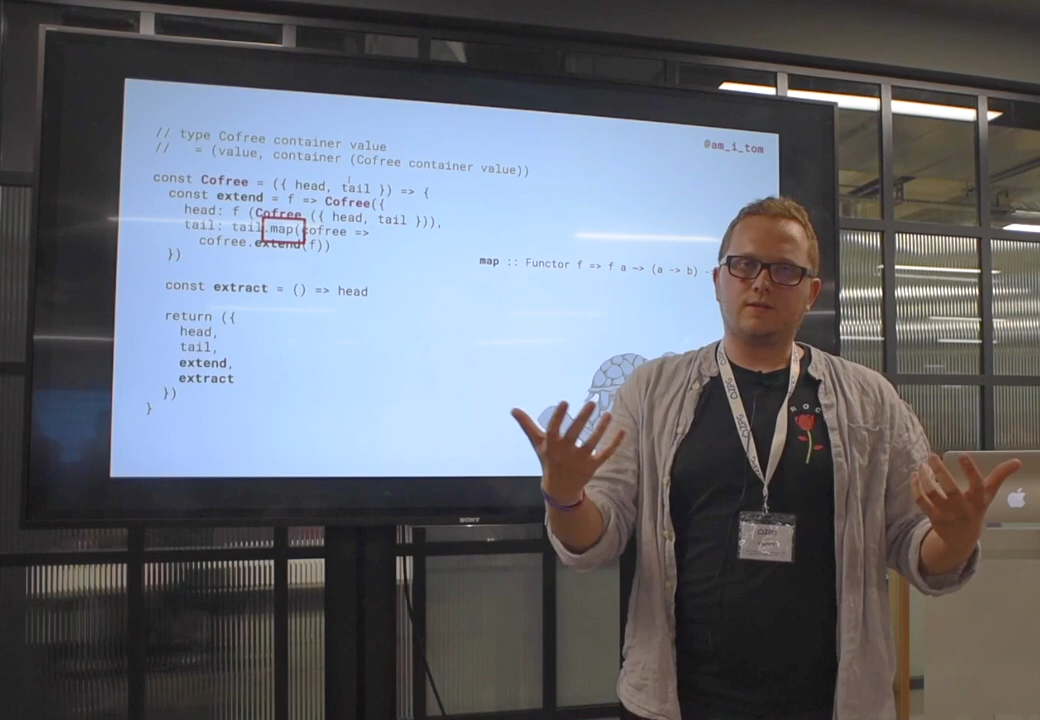 // type Cofree container value
//   = (value, container (Cofree container value))
@am_i_tom
const Cofree = ({ head, tail }) => {
  const extend = f => Cofree({
    head: f (Cofree ({ head, tail })),
    tail: tail.map(cofree =>
      cofree.extend(f))
  })
map :: Functor f => f a ~> (a -> b) -
  const extract = () => head
  return ({
    head,
    tail,
    extend,
    extract
  })
}
SONY